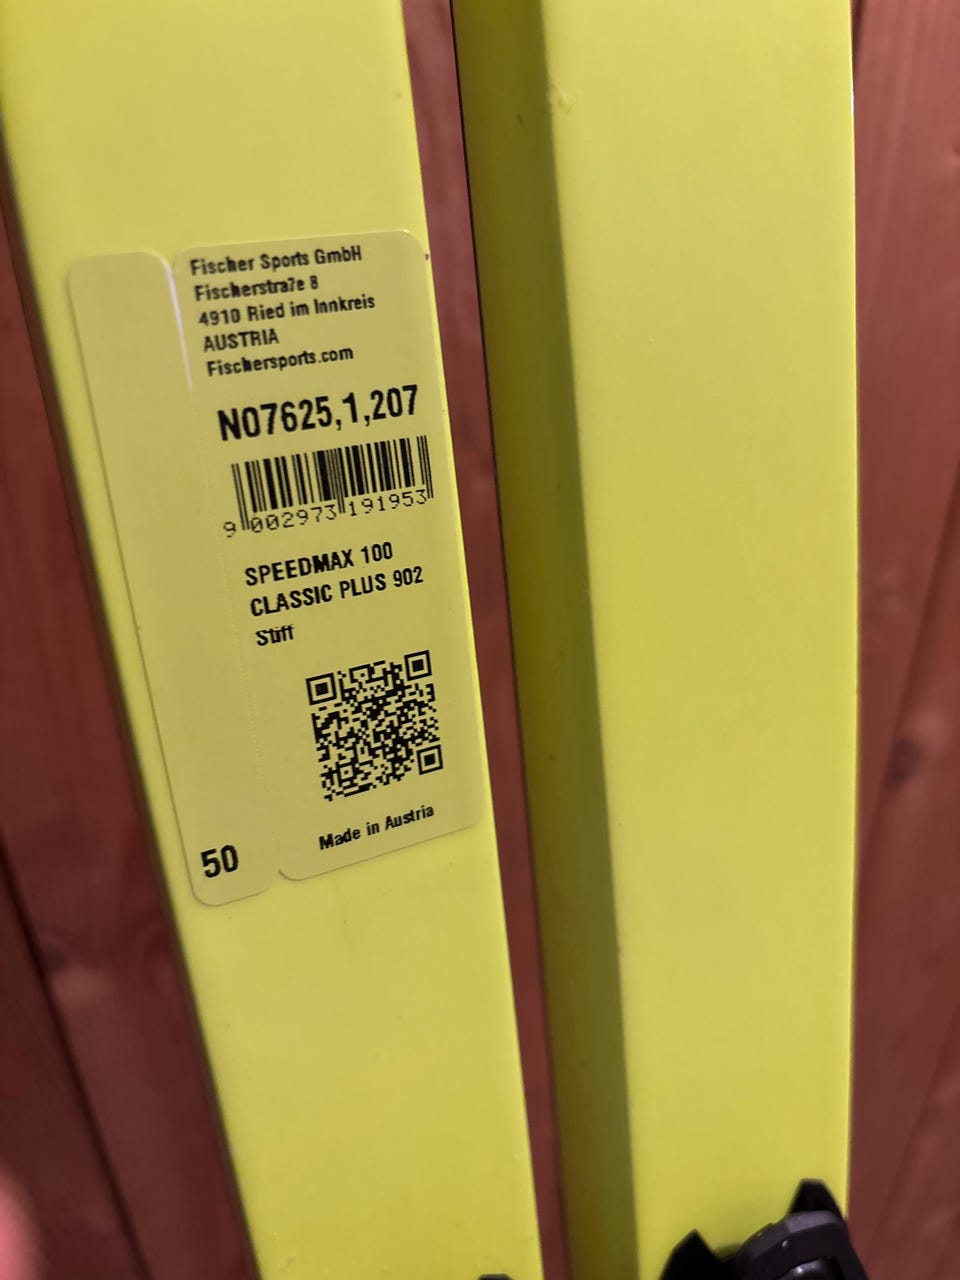 Fischer Sports GmbH
Fischerstra7e 8
4910 Ried im Innkreis
AUSTRIA
Fischersports.com
N07625,1,207
9 002973 191953
SPEEDMAX 100
CLASSIC PLUS 902
Stiff
Made in Austria
50